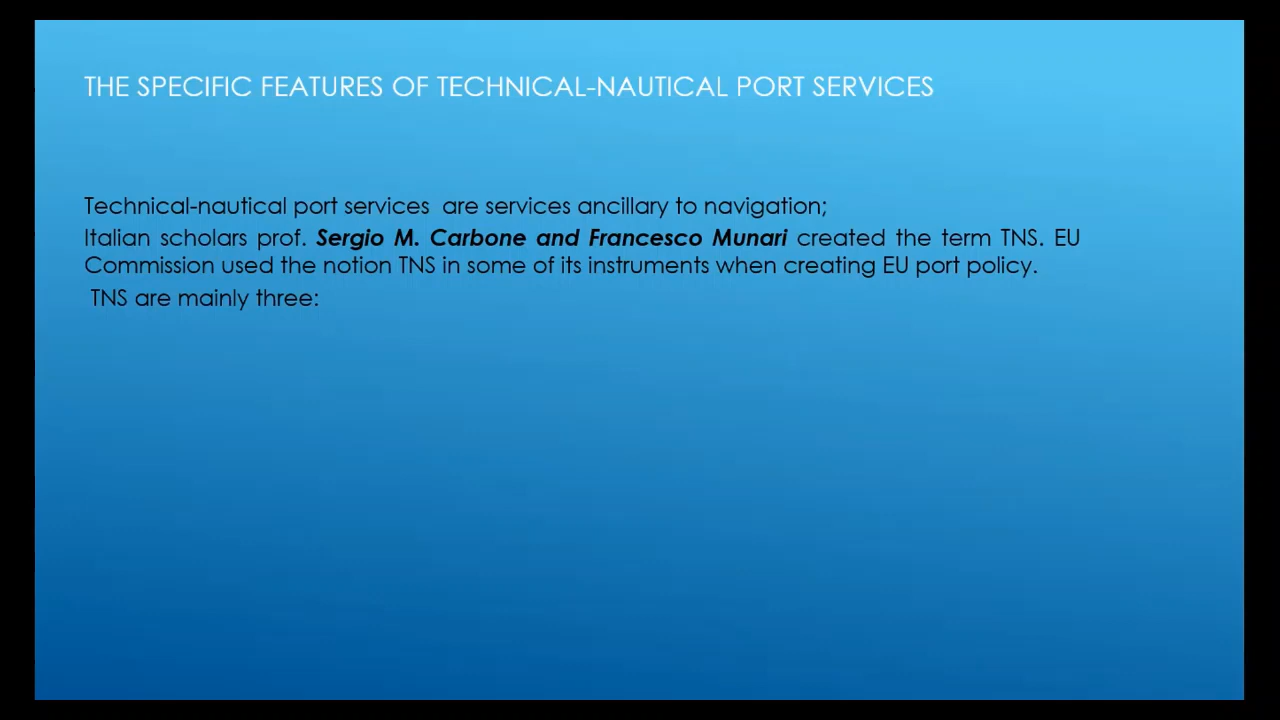 THE SPECIFIC FEATURES OF TECHNICAL-NAUTICAL PORT SERVICES
Technical-nautical port services are services ancillary to navigation;
Italian scholars prof. Sergio M. Carbone and Francesco Munari created the term TNS. EU
Commission used the notion TNS in some of its instruments when creating EU port policy.
TNS are mainly three: